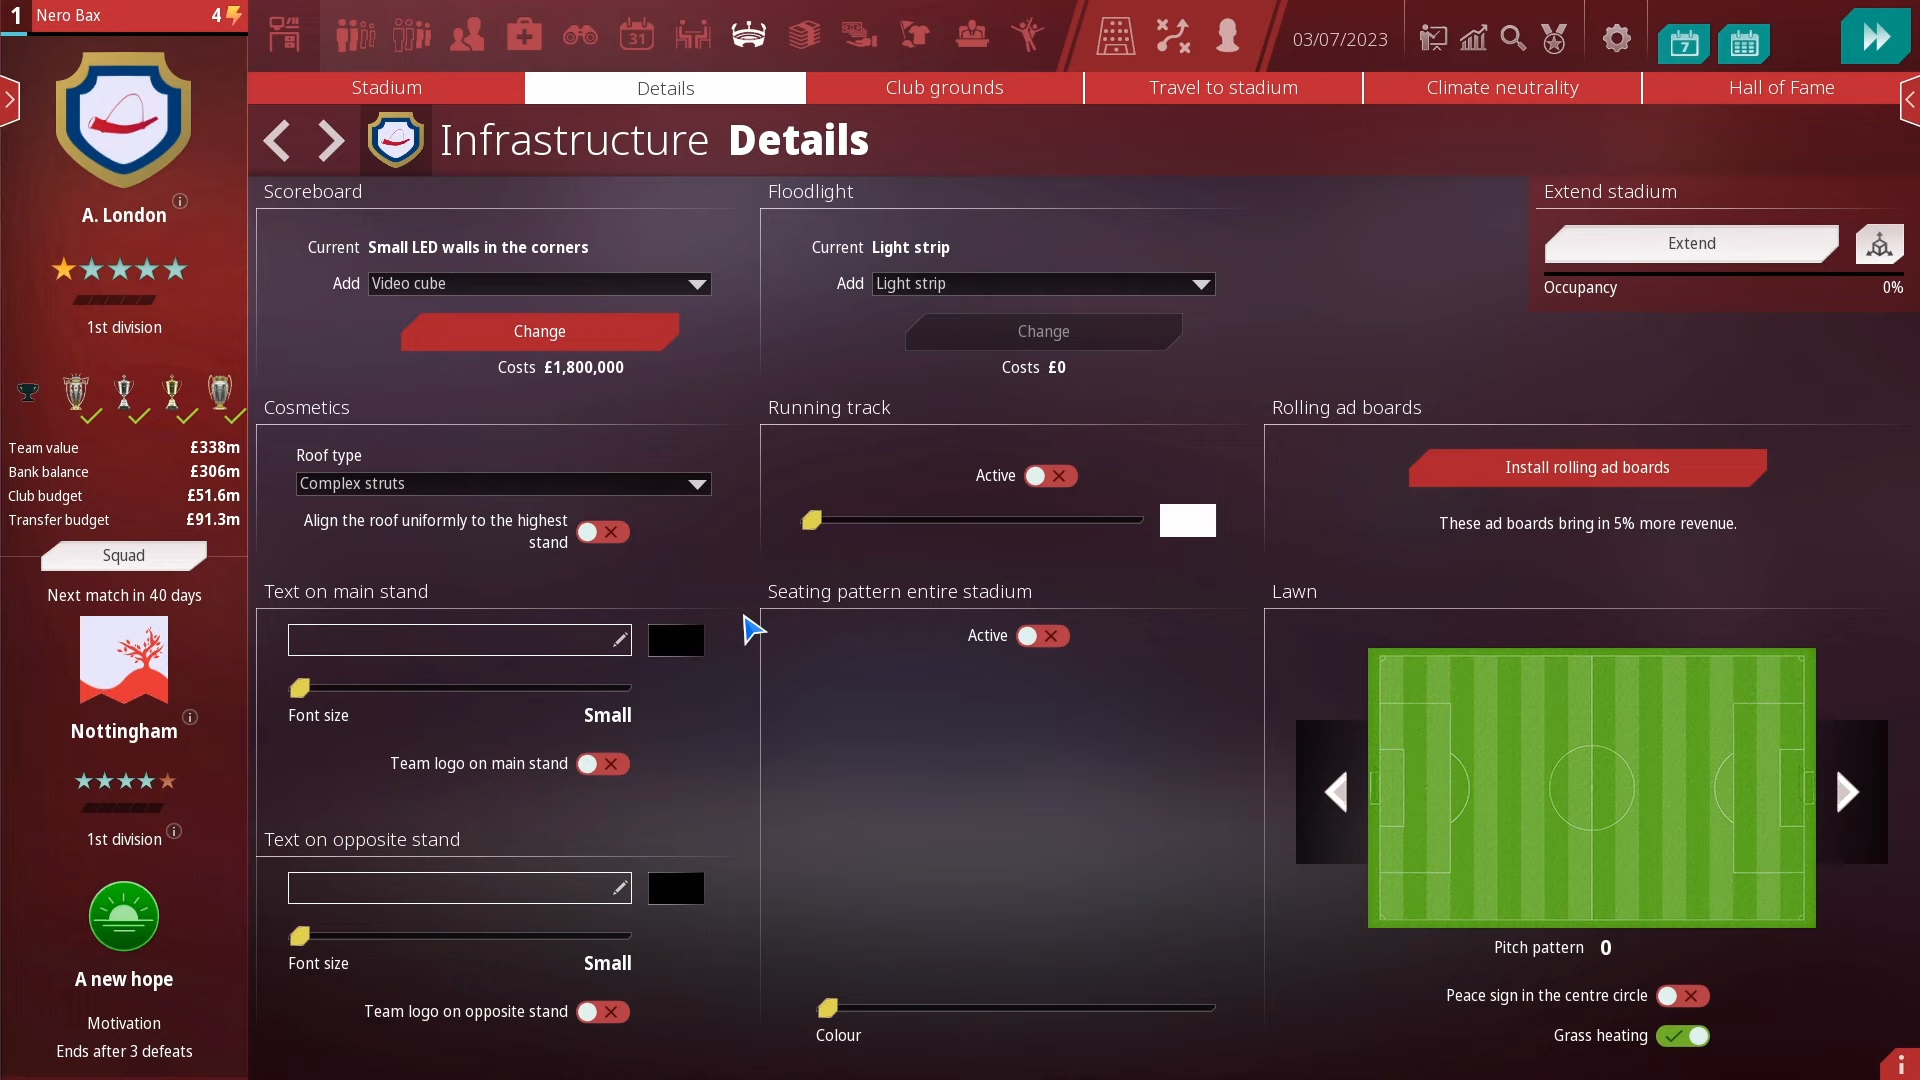 1 Nero Bax 4
31
03/07/2023
7
Stadium Details Club grounds Travel to stadium Climate neutrality Hall of Fame
Infrastructure Details
A. London
1st division
Team value £338m
Bank balance £306m
Club budget £51.6m
Transfer budget £91.3m
Squad
Next match in 40 days
Nottingham
1st division
A new hope
Motivation
Ends after 3 defeats
Scoreboard
Current Small LED walls in the corners
Add Video cube
Change
Costs £1,800,000
Floodlight
Current Light strip
Add Light strip
Change
Costs £0
Extend stadium
Extend
Occupancy 0%
Cosmetics
Roof type
Complex struts
Align the roof uniformly to the highest
stand
Running track
Active
Rolling ad boards
Install rolling ad boards
These ad boards bring in 5% more revenue.
Text on main stand
Font size Small
Team logo on main stand
Text on opposite stand
Font size Small
Team logo on opposite stand
Seating pattern entire stadium
Active
Colour
Lawn
Pitch pattern 0
Peace sign in the centre circle
Grass heating